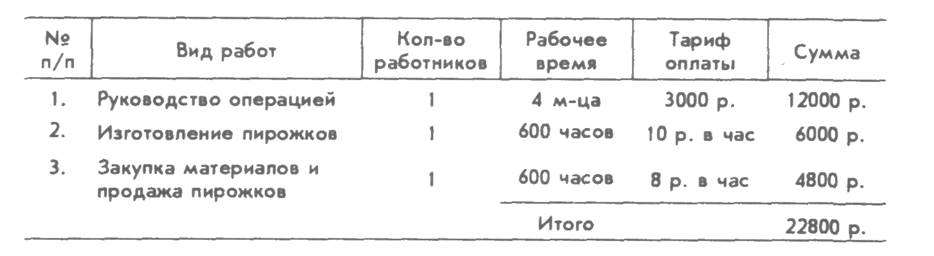 № п/п Вид работ Кол-во работников Рабочее время Тариф оплаты Сумма
1. Руководство операцией 1 4 м-ца 3000 р. 12000 р.
2. Изготовление пирожков 1 600 часов 10 р. в час 6000 р.
3. Закупка материалов и продажа пирожков 1 600 часов 8 р. в час 4800 р.
Итого 22800 р.